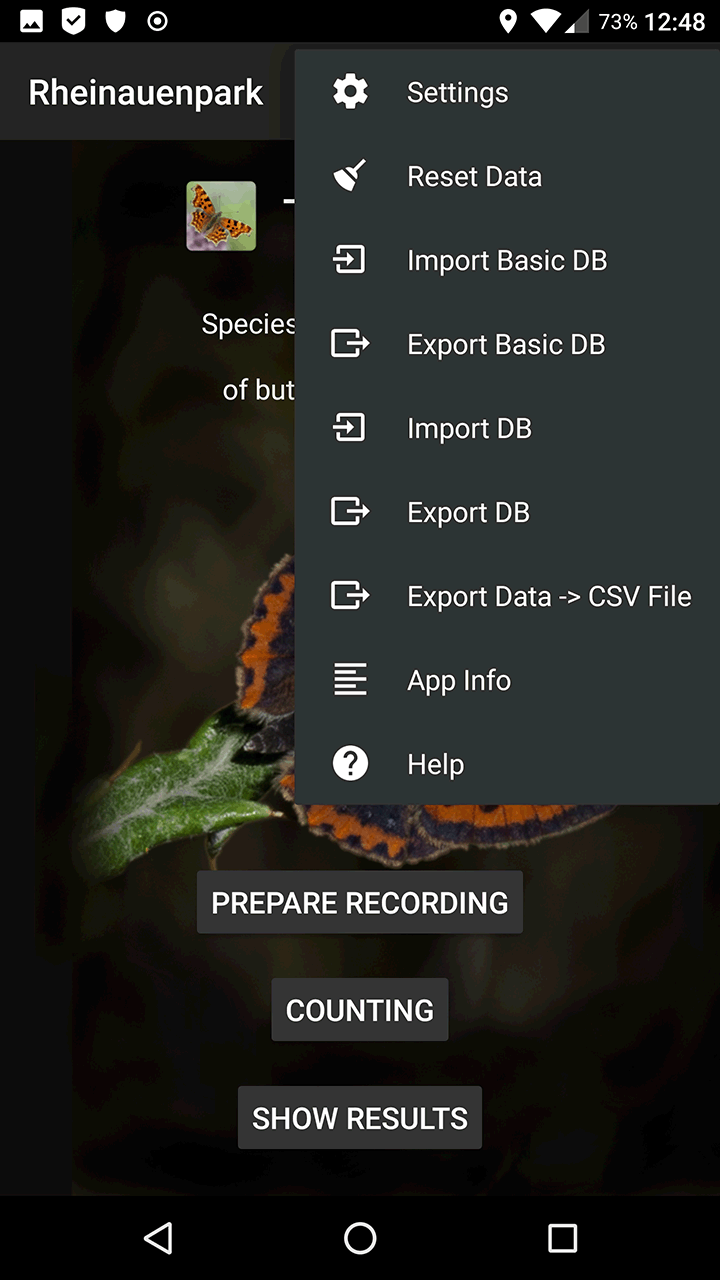 73% 12:48
Rheinauenpark
Settings
Reset Data
Import Basic DB
Species
Export Basic DB
of but
Import DB
Export DB
Export Data -> CSV File
App Info
Help
PREPARE RECORDING
COUNTING
SHOW RESULTS